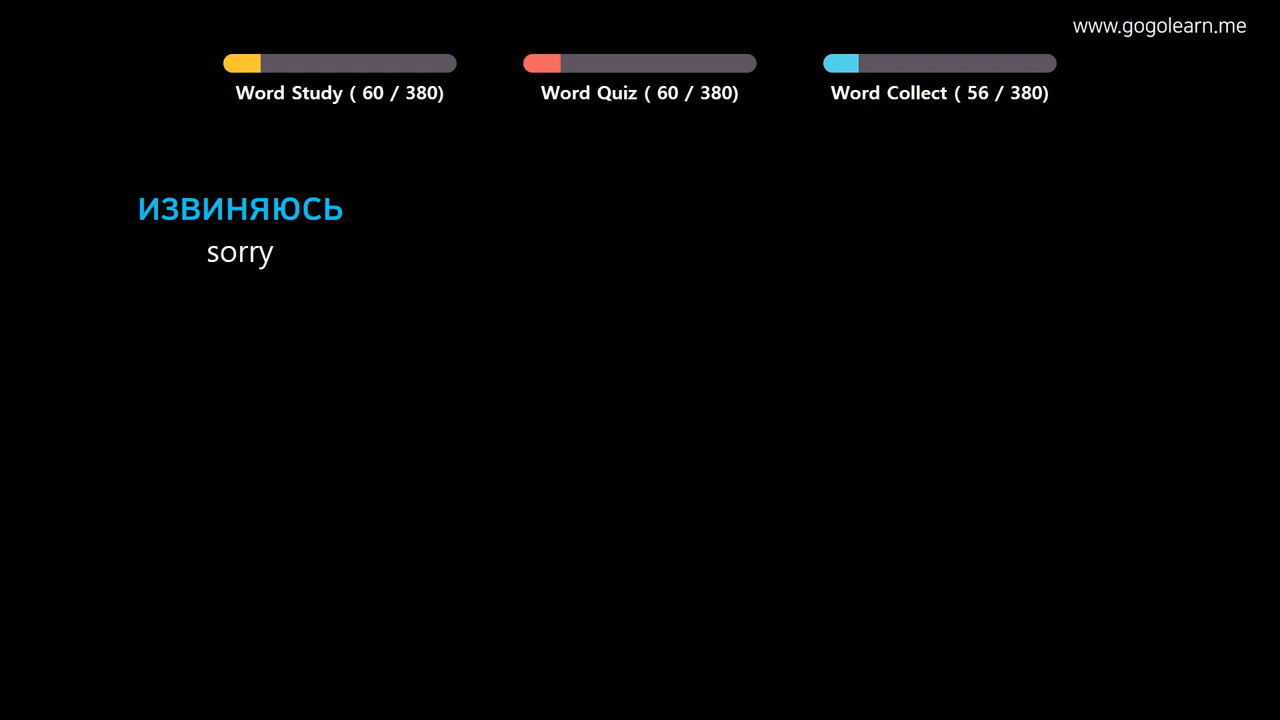 www.gogolearn.me
Word Study ( 60 / 380)
Word Quiz ( 60 / 380)
Word Collect ( 56 / 380)
извиняюсь
sorry